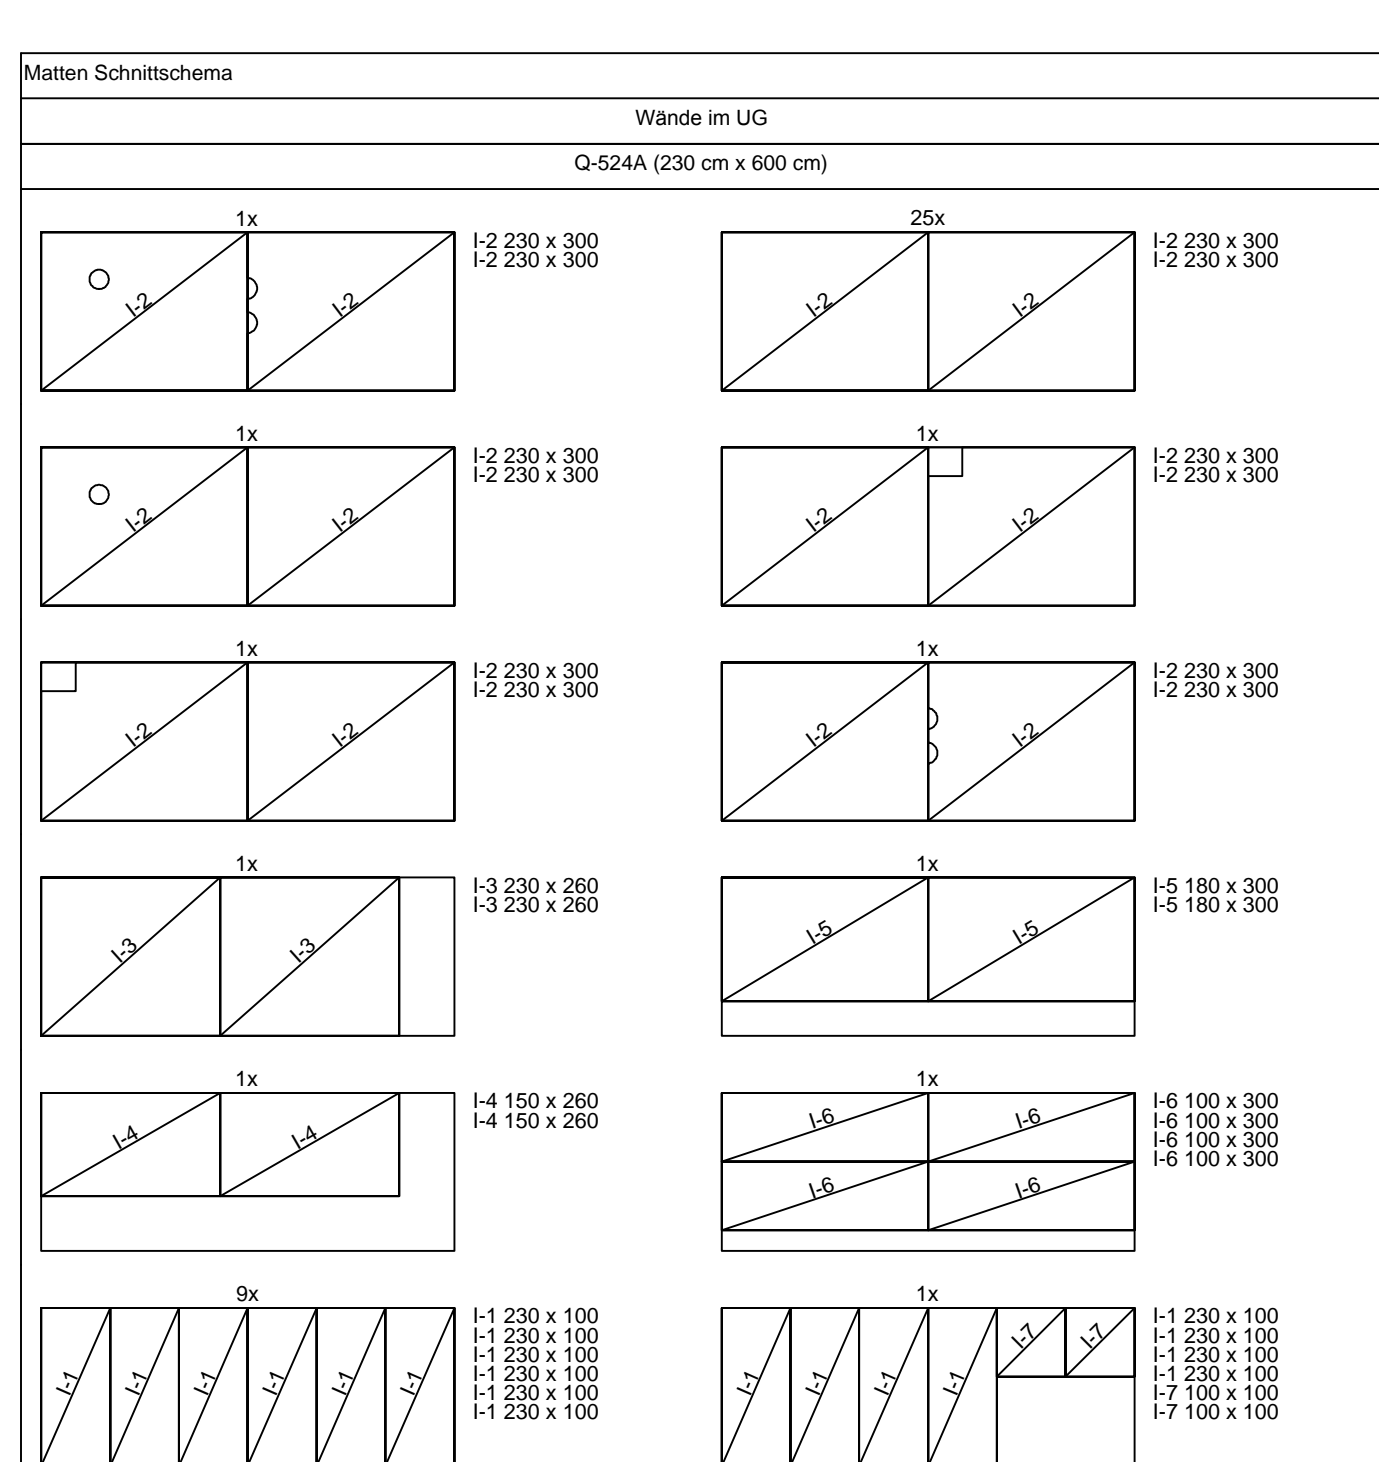 Matten Schnittschema
Wände im UG
Q-524A (230 cm x 600 cm)
1x
I-2 230 x 300
I-2 230 x 300
I-2
I-2
25x
I-2 230 x 300
I-2 230 x 300
I-2
I-2
1x
I-2 230 x 300
I-2 230 x 300
I-2
I-2
1x
I-2 230 x 300
I-2 230 x 300
I-2
I-2
1x
I-2 230 x 300
I-2 230 x 300
I-2
I-2
1x
I-2 230 x 300
I-2 230 x 300
I-2
I-2
1x
I-3 230 x 260
I-3 230 x 260
I-3
I-3
1x
I-5 180 x 300
I-5 180 x 300
I-5
I-5
1x
I-4 150 x 260
I-4 150 x 260
I-4
I-4
1x
I-6 100 x 300
I-6 100 x 300
I-6 100 x 300
I-6 100 x 300
I-6
I-6
I-6
I-6
9x
I-1 230 x 100
I-1 230 x 100
I-1 230 x 100
I-1 230 x 100
I-1 230 x 100
I-1 230 x 100
I-1
I-1
I-1
I-1
I-1
I-1
1x
I-1 230 x 100
I-1 230 x 100
I-1 230 x 100
I-1 230 x 100
I-7 100 x 100
I-7 100 x 100
I-7
I-7
I-1
I-1
I-1
I-1